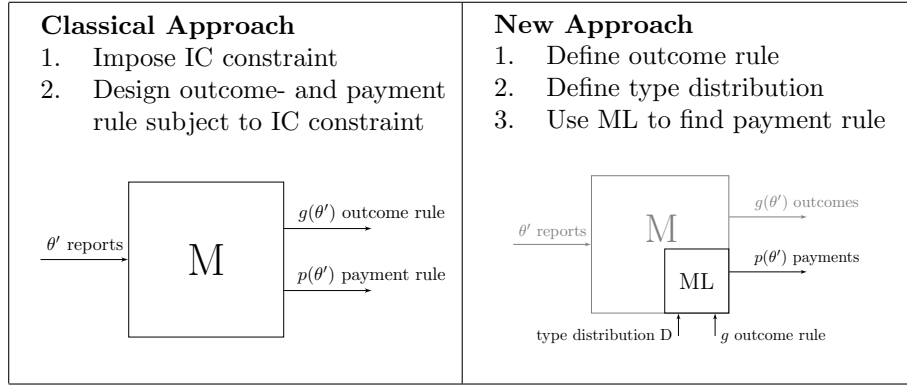 Classical Approach
1. Impose IC constraint
2. Design outcome- and payment
rule subject to IC constraint
θ′ reports
M
g(θ′) outcome rule
p(θ′) payment rule
New Approach
1. Define outcome rule
2. Define type distribution
3. Use ML to find payment rule
θ′ reports
M
g(θ′) outcomes
ML
p(θ′) payments
type distribution D
g outcome rule